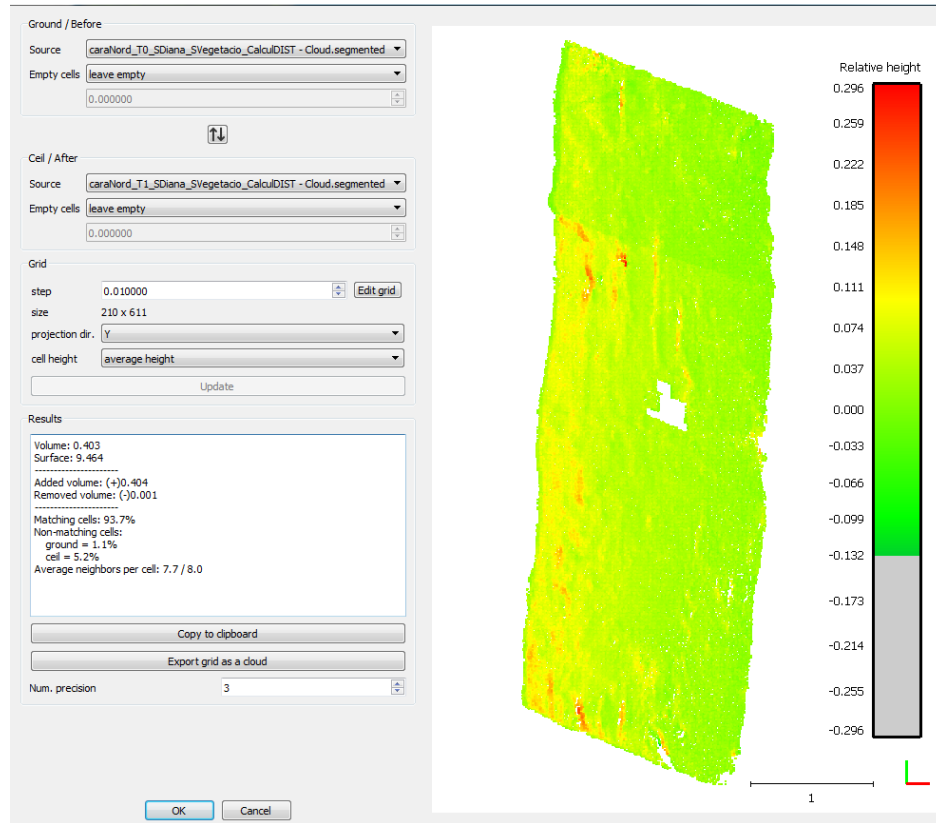 Ground / Before
Source caraNord_T0_SDiana_SVegetacio_CalculDIST - Cloud.segmented
Empty cells leave empty
0.000000
Ceil / After
Source caraNord_T1_SDiana_SVegetacio_CalculDIST - Cloud.segmented
Empty cells leave empty
0.000000
Grid
step 0.010000 Edit grid
size 210 x 611
projection dir. Y
cell height average height
Update
Results
Volume: 0.403
Surface: 9.464
----------------------
Added volume: (+)0.404
Removed volume: (-)0.001
----------------------
Matching cells: 93.7%
Non-matching cells:
ground = 1.1%
ceil = 5.2%
Average neighbors per cell: 7.7 / 8.0
Copy to clipboard
Export grid as a cloud
Num. precision 3
OK Cancel
Relative height
0.296
0.259
0.222
0.185
0.148
0.111
0.074
0.037
0.000
-0.033
-0.066
-0.099
-0.132
-0.173
-0.214
-0.255
-0.296
1